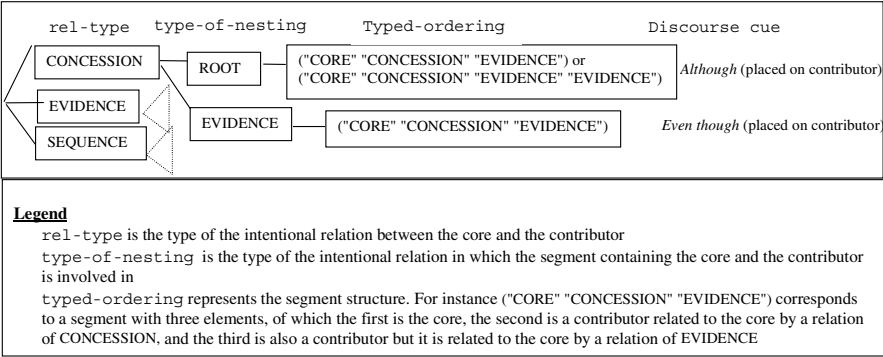 rel-type type-of-nesting Typed-ordering Discourse cue
CONCESSION ROOT ("CORE" "CONCESSION" "EVIDENCE") or
("CORE" "CONCESSION" "EVIDENCE" "EVIDENCE") Although (placed on contributor)
EVIDENCE
EVIDENCE ("CORE" "CONCESSION" "EVIDENCE") Even though (placed on contributor)
SEQUENCE
Legend
rel-type is the type of the intentional relation between the core and the contributor
type-of-nesting is the type of the intentional relation in which the segment containing the core and the contributor
is involved in
typed-ordering represents the segment structure. For instance ("CORE" "CONCESSION" "EVIDENCE") corresponds
to a segment with three elements, of which the first is the core, the second is a contributor related to the core by a relation
of CONCESSION, and the third is also a contributor but it is related to the core by a relation of EVIDENCE